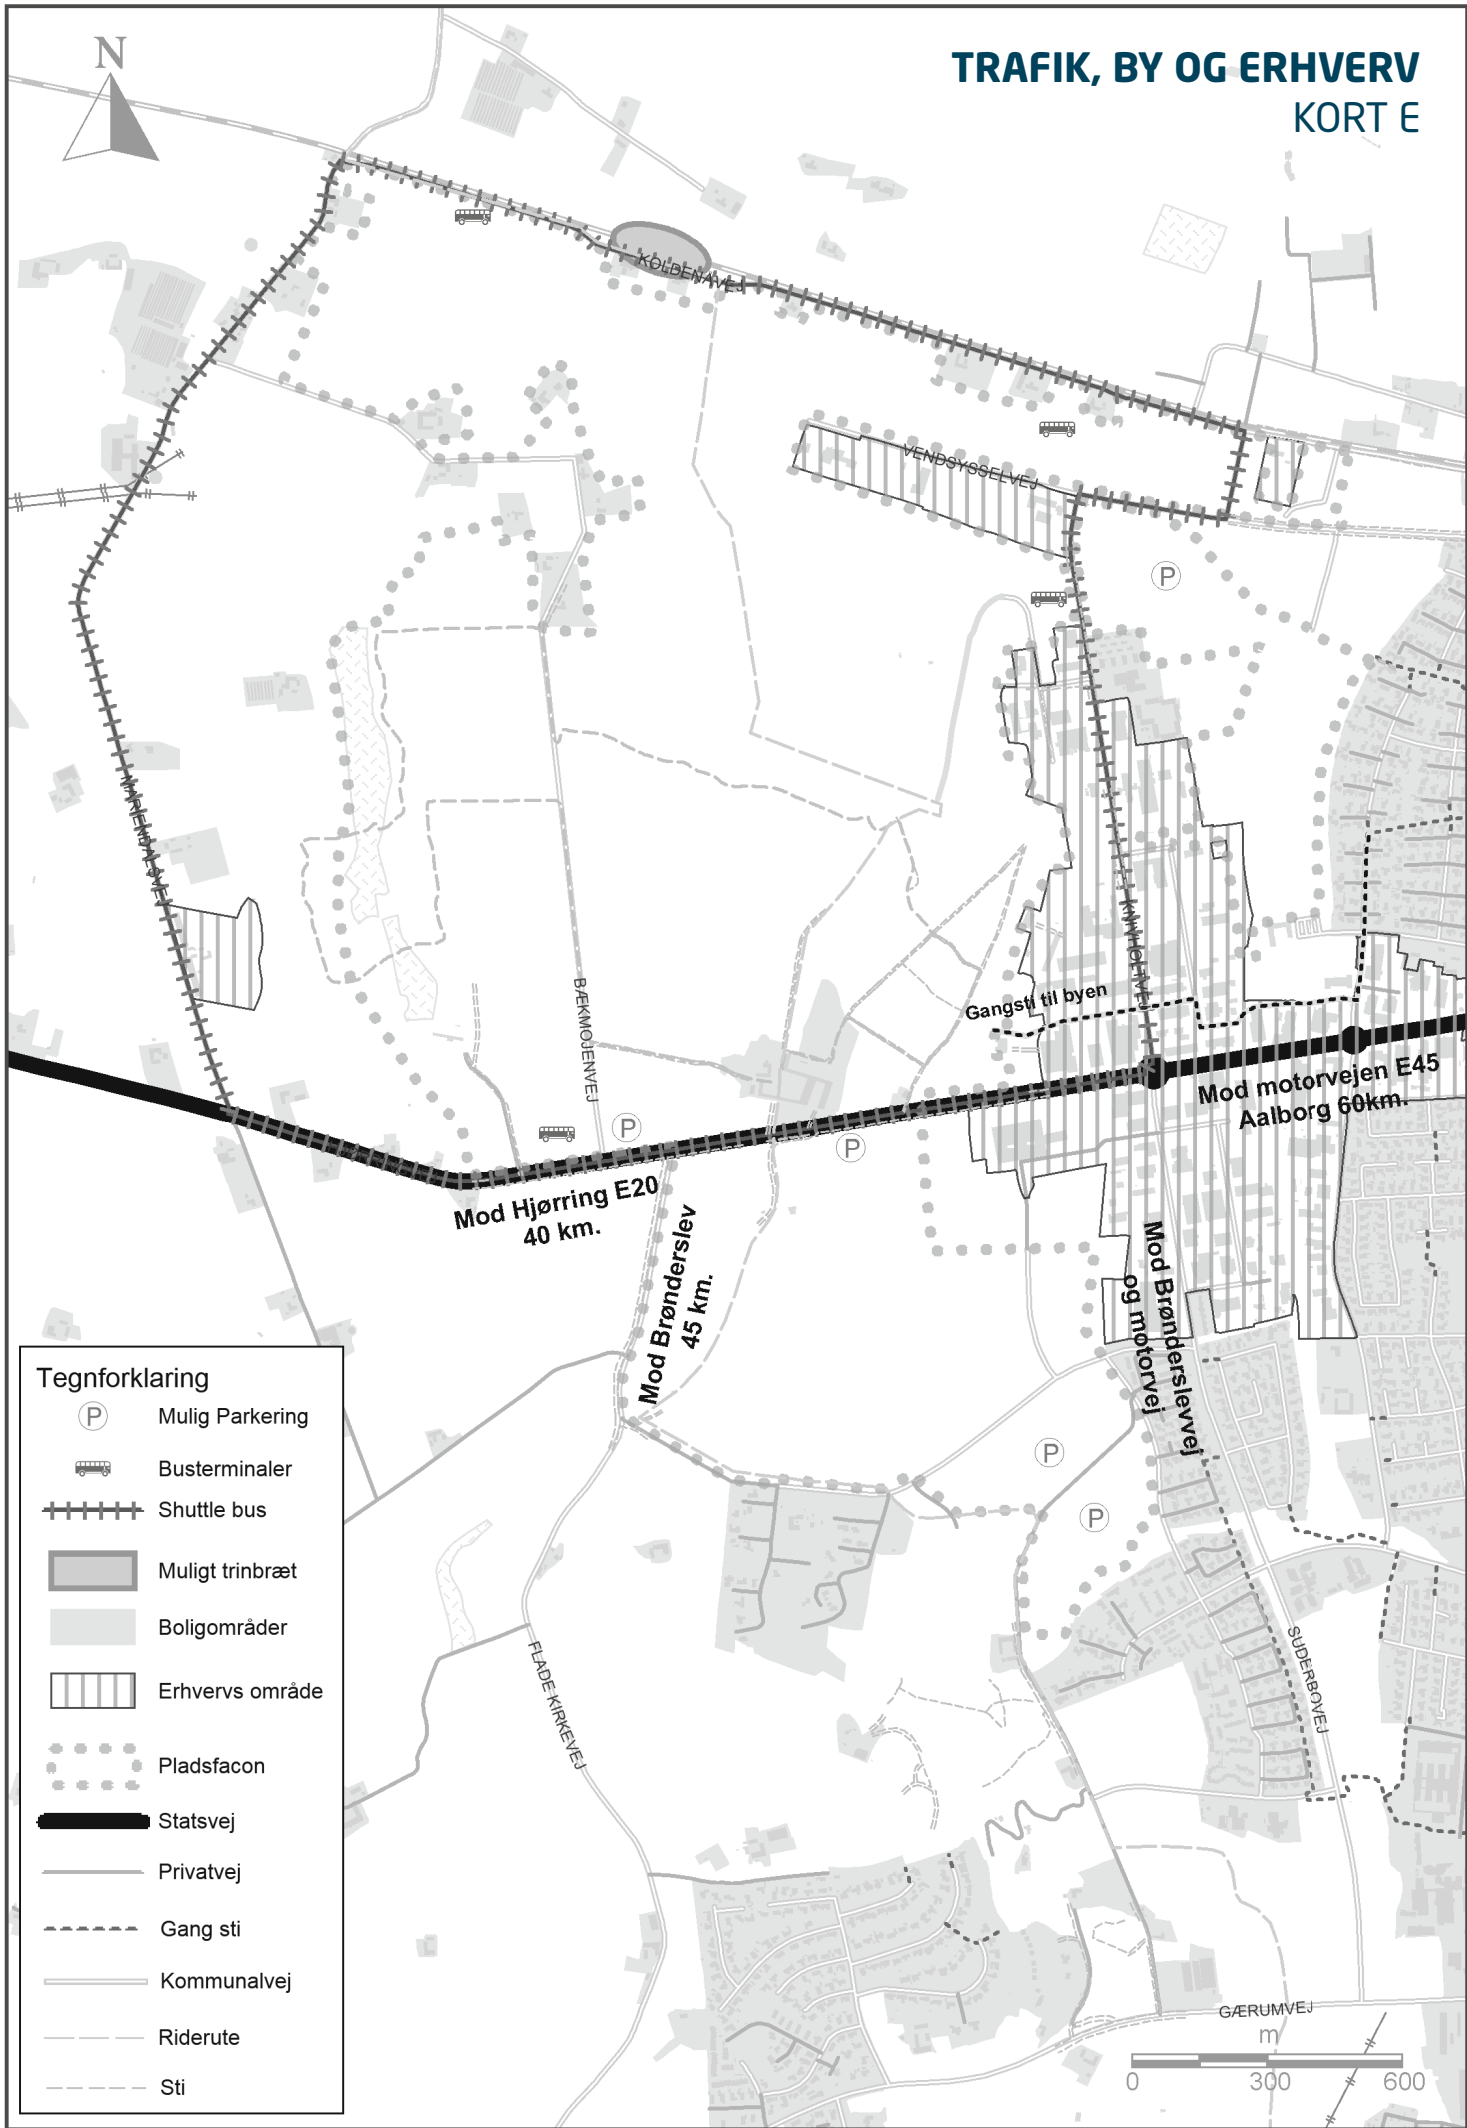 N
TRAFIK, BY OG ERHVERV
KORT E
KOLDENAVEJ
VENDSYSSELVEJ
P
MARIENDALSVEJ
KNIVHOLTVEJ
BÆKMOJENVEJ
Gangsti til byen
Mod motorvejen E45
Aalborg 60km.
P
P
Mod Hjørring E20
40 km.
Mod Brønderslev
45 km.
Mod Brønderslevvej
og motorvej
P
P
FLADE KIRKEVEJ
SUDERBOVEJ
GÆRUMVEJ
m
0 300 600
Tegnforklaring
P Mulig Parkering
Busterminaler
Shuttle bus
Muligt trinbræt
Boligområder
Erhvervs område
Pladsfacon
Statsvej
Privatvej
Gang sti
Kommunalvej
Riderute
Sti